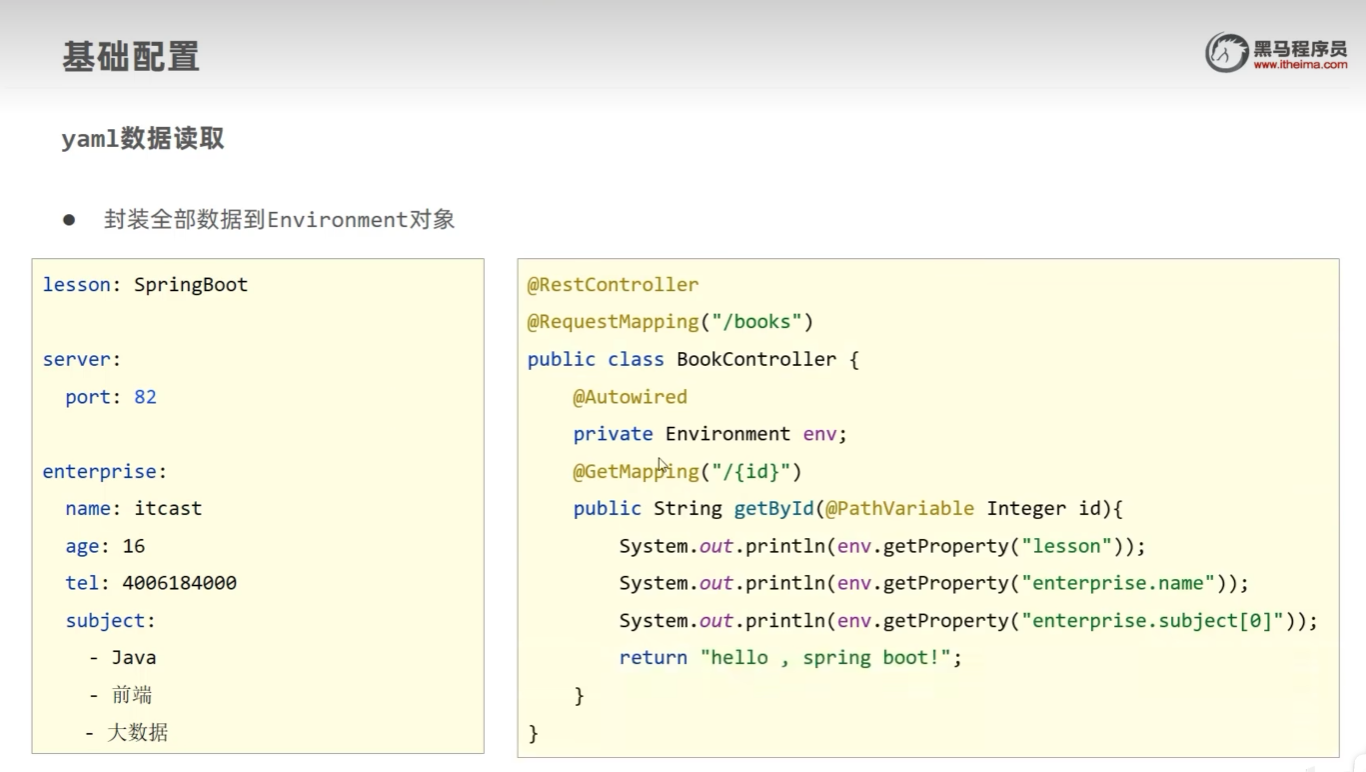 基础配置
黑马程序员
www.itheima.com
yaml数据读取
● 封装全部数据到Environment对象
lesson: SpringBoot
server:
  port: 82
enterprise:
  name: itcast
  age: 16
  tel: 4006184000
  subject:
    - Java
    - 前端
    - 大数据
@RestController
@RequestMapping("/books")
public class BookController {
    @Autowired
    private Environment env;
    @GetMapping("/{id}")
    public String getById(@PathVariable Integer id){
        System.out.println(env.getProperty("lesson"));
        System.out.println(env.getProperty("enterprise.name"));
        System.out.println(env.getProperty("enterprise.subject[0]"));
        return "hello , spring boot!";
    }
}